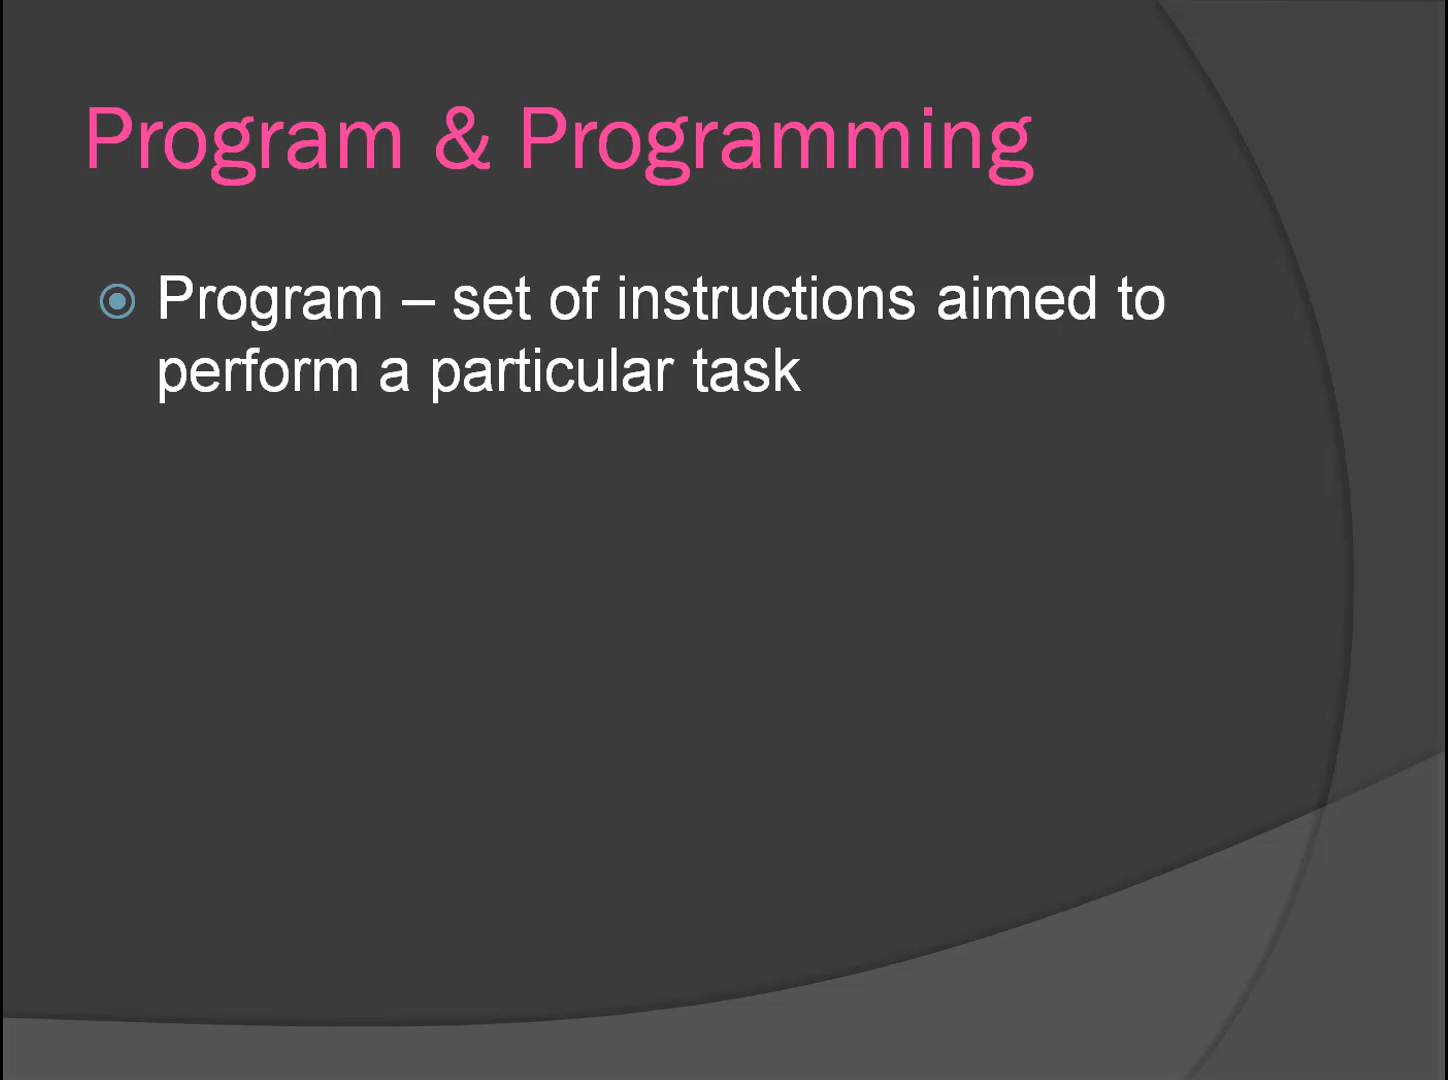 Program & Programming
Program – set of instructions aimed to
perform a particular task